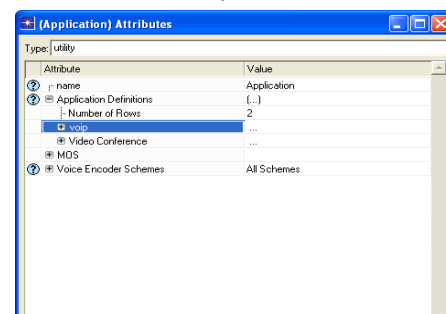 (Application) Attributes
Type: utility
Attribute Value
name Application
Application Definitions (...)
Number of Rows 2
voip ...
Video Conference ...
MOS
Voice Encoder Schemes All Schemes